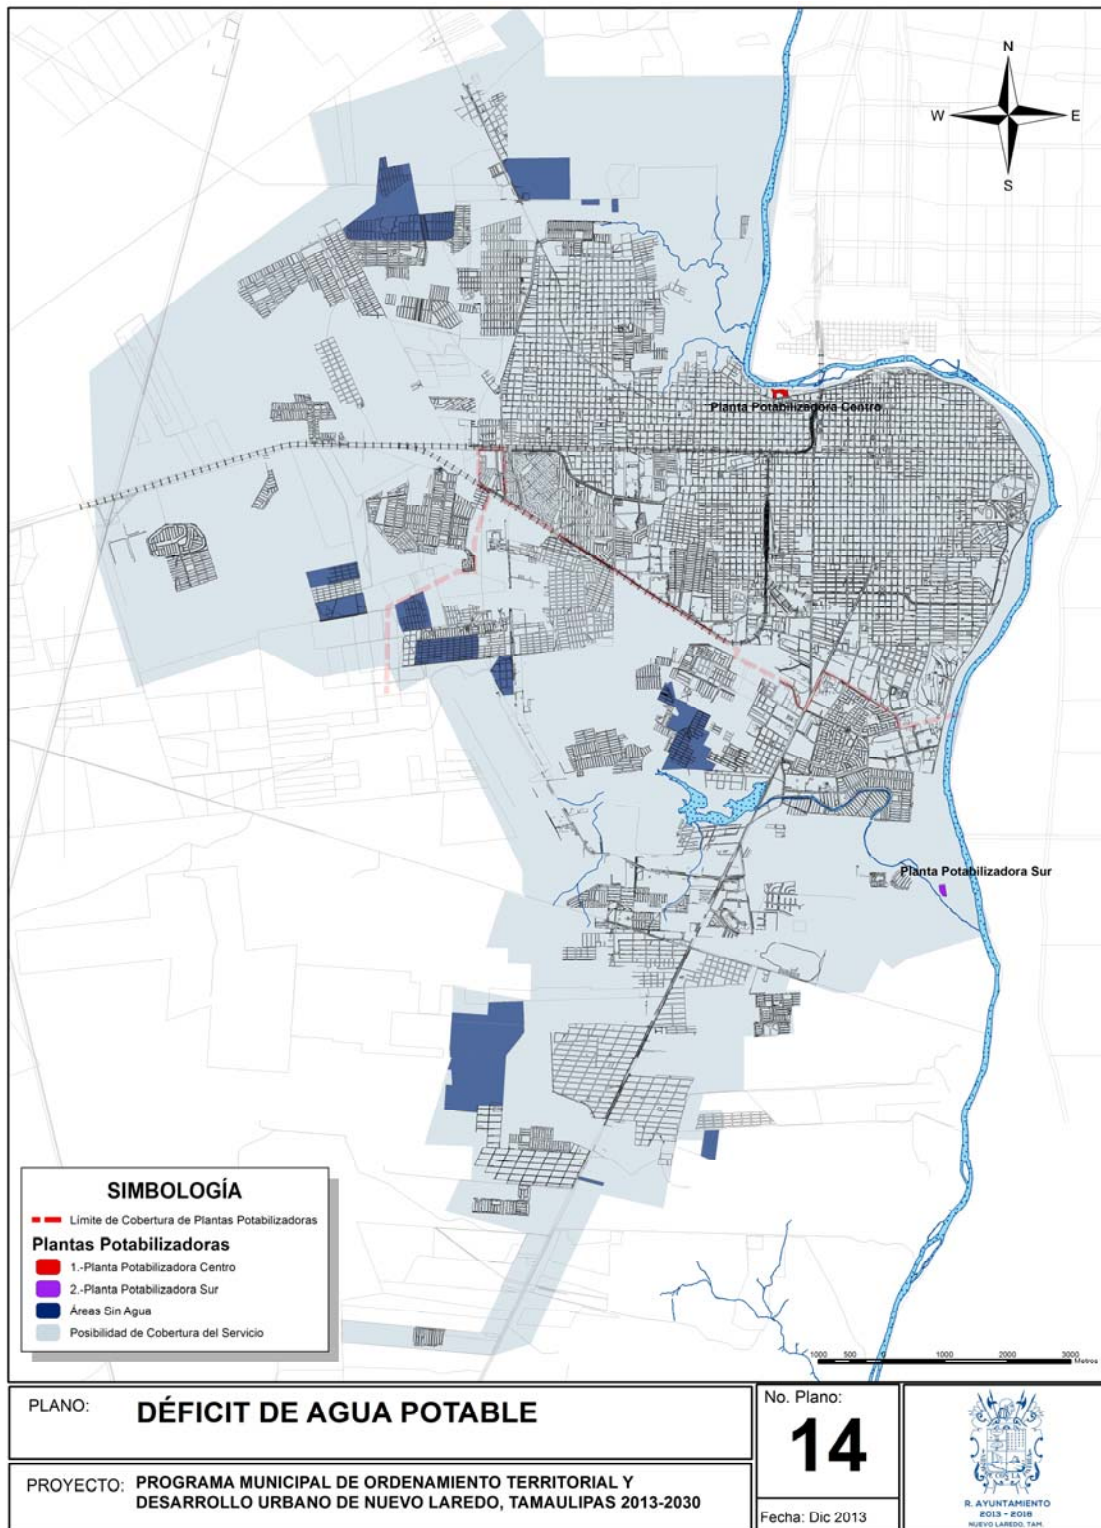 N
W
E
S
Planta Potabilizadora Centro
Planta Potabilizadora Sur
SIMBOLOGÍA
Límite de Cobertura de Plantas Potabilizadoras
Plantas Potabilizadoras
1.-Planta Potabilizadora Centro
2.-Planta Potabilizadora Sur
Áreas Sin Agua
Posibilidad de Cobertura del Servicio
1000 500 0 1000 2000 3000
Metros
PLANO: DÉFICIT DE AGUA POTABLE
No. Plano:
14
PROYECTO: PROGRAMA MUNICIPAL DE ORDENAMIENTO TERRITORIAL Y
DESARROLLO URBANO DE NUEVO LAREDO, TAMAULIPAS 2013-2030
Fecha: Dic 2013
R. AYUNTAMIENTO
2013 - 2016
NUEVO LAREDO, TAM.